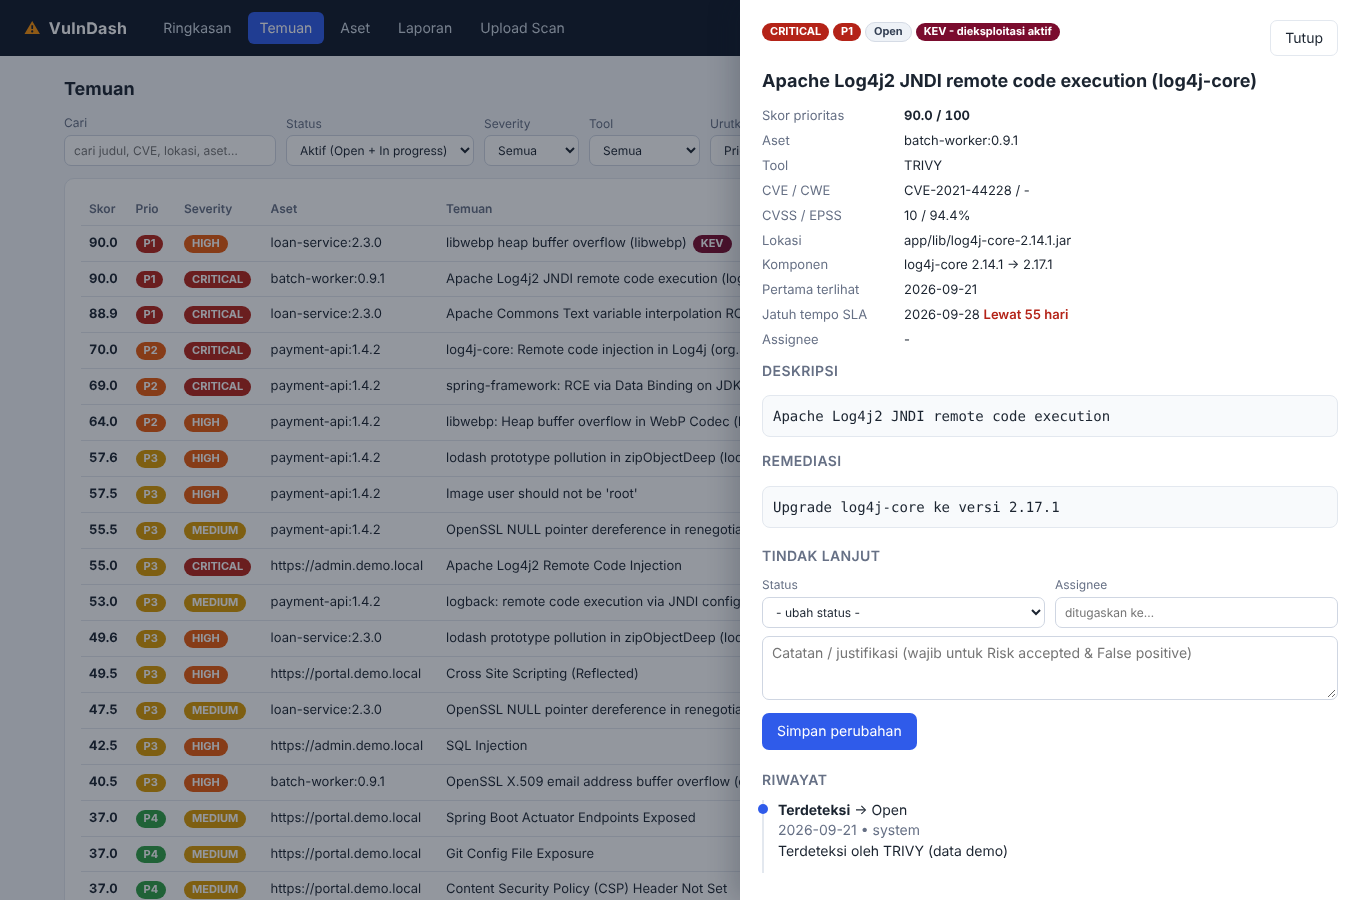 VulnDash Ringkasan Temuan Aset Laporan Upload Scan
Temuan
Cari Status Severity Tool
cari judul, CVE, lokasi, aset... Aktif (Open + In progress) Semua Semua
Skor Prio Severity Aset Temuan
90.0 P1 HIGH loan-service:2.3.0 libwebp heap buffer overflow (libwebp) KEV
90.0 P1 CRITICAL batch-worker:0.9.1 Apache Log4j2 JNDI remote code execution
88.9 P1 CRITICAL loan-service:2.3.0 Apache Commons Text variable interpolation
70.0 P2 CRITICAL payment-api:1.4.2 log4j-core: Remote code injection in Log4j (org...
69.0 P2 CRITICAL payment-api:1.4.2 spring-framework: RCE via Data Binding on JDK
64.0 P2 HIGH payment-api:1.4.2 libwebp: Heap buffer overflow in WebP Codec
57.6 P3 HIGH payment-api:1.4.2 lodash prototype pollution in zipObjectDeep
57.5 P3 HIGH payment-api:1.4.2 Image user should not be 'root'
55.5 P3 MEDIUM payment-api:1.4.2 OpenSSL NULL pointer dereference in
55.0 P3 CRITICAL https://admin.demo.local Apache Log4j2 Remote Code Injection
53.0 P3 MEDIUM payment-api:1.4.2 logback: remote code execution via JNDI
49.6 P3 HIGH loan-service:2.3.0 lodash prototype pollution in zipObjectDeep
49.5 P3 HIGH https://portal.demo.local Cross Site Scripting (Reflected)
47.5 P3 MEDIUM loan-service:2.3.0 OpenSSL NULL pointer dereference in
42.5 P3 HIGH https://admin.demo.local SQL Injection
40.5 P3 HIGH batch-worker:0.9.1 OpenSSL X.509 email address buffer overflow
37.0 P4 MEDIUM https://portal.demo.local Spring Boot Actuator Endpoints Exposed
37.0 P4 MEDIUM https://portal.demo.local Git Config File Exposure
37.0 P4 MEDIUM https://portal.demo.local Content Security Policy (CSP) Header Not Set
CRITICAL P1 Open KEV - dieksploitasi aktif Tutup
Apache Log4j2 JNDI remote code execution (log4j-core)
Skor prioritas 90.0 / 100
Aset batch-worker:0.9.1
Tool TRIVY
CVE / CWE CVE-2021-44228 / -
CVSS / EPSS 10 / 94.4%
Lokasi app/lib/log4j-core-2.14.1.jar
Komponen log4j-core 2.14.1 → 2.17.1
Pertama terlihat 2026-09-21
Jatuh tempo SLA 2026-09-28 Lewat 55 hari
Assignee -
DESKRIPSI
Apache Log4j2 JNDI remote code execution
REMEDIASI
Upgrade log4j-core ke versi 2.17.1
TINDAK LANJUT
Status Assignee
- ubah status - ditugaskan ke...
Catatan / justifikasi (wajib untuk Risk accepted & False positive)
Simpan perubahan
RIWAYAT
Terdeteksi → Open
2026-09-21 • system
Terdeteksi oleh TRIVY (data demo)